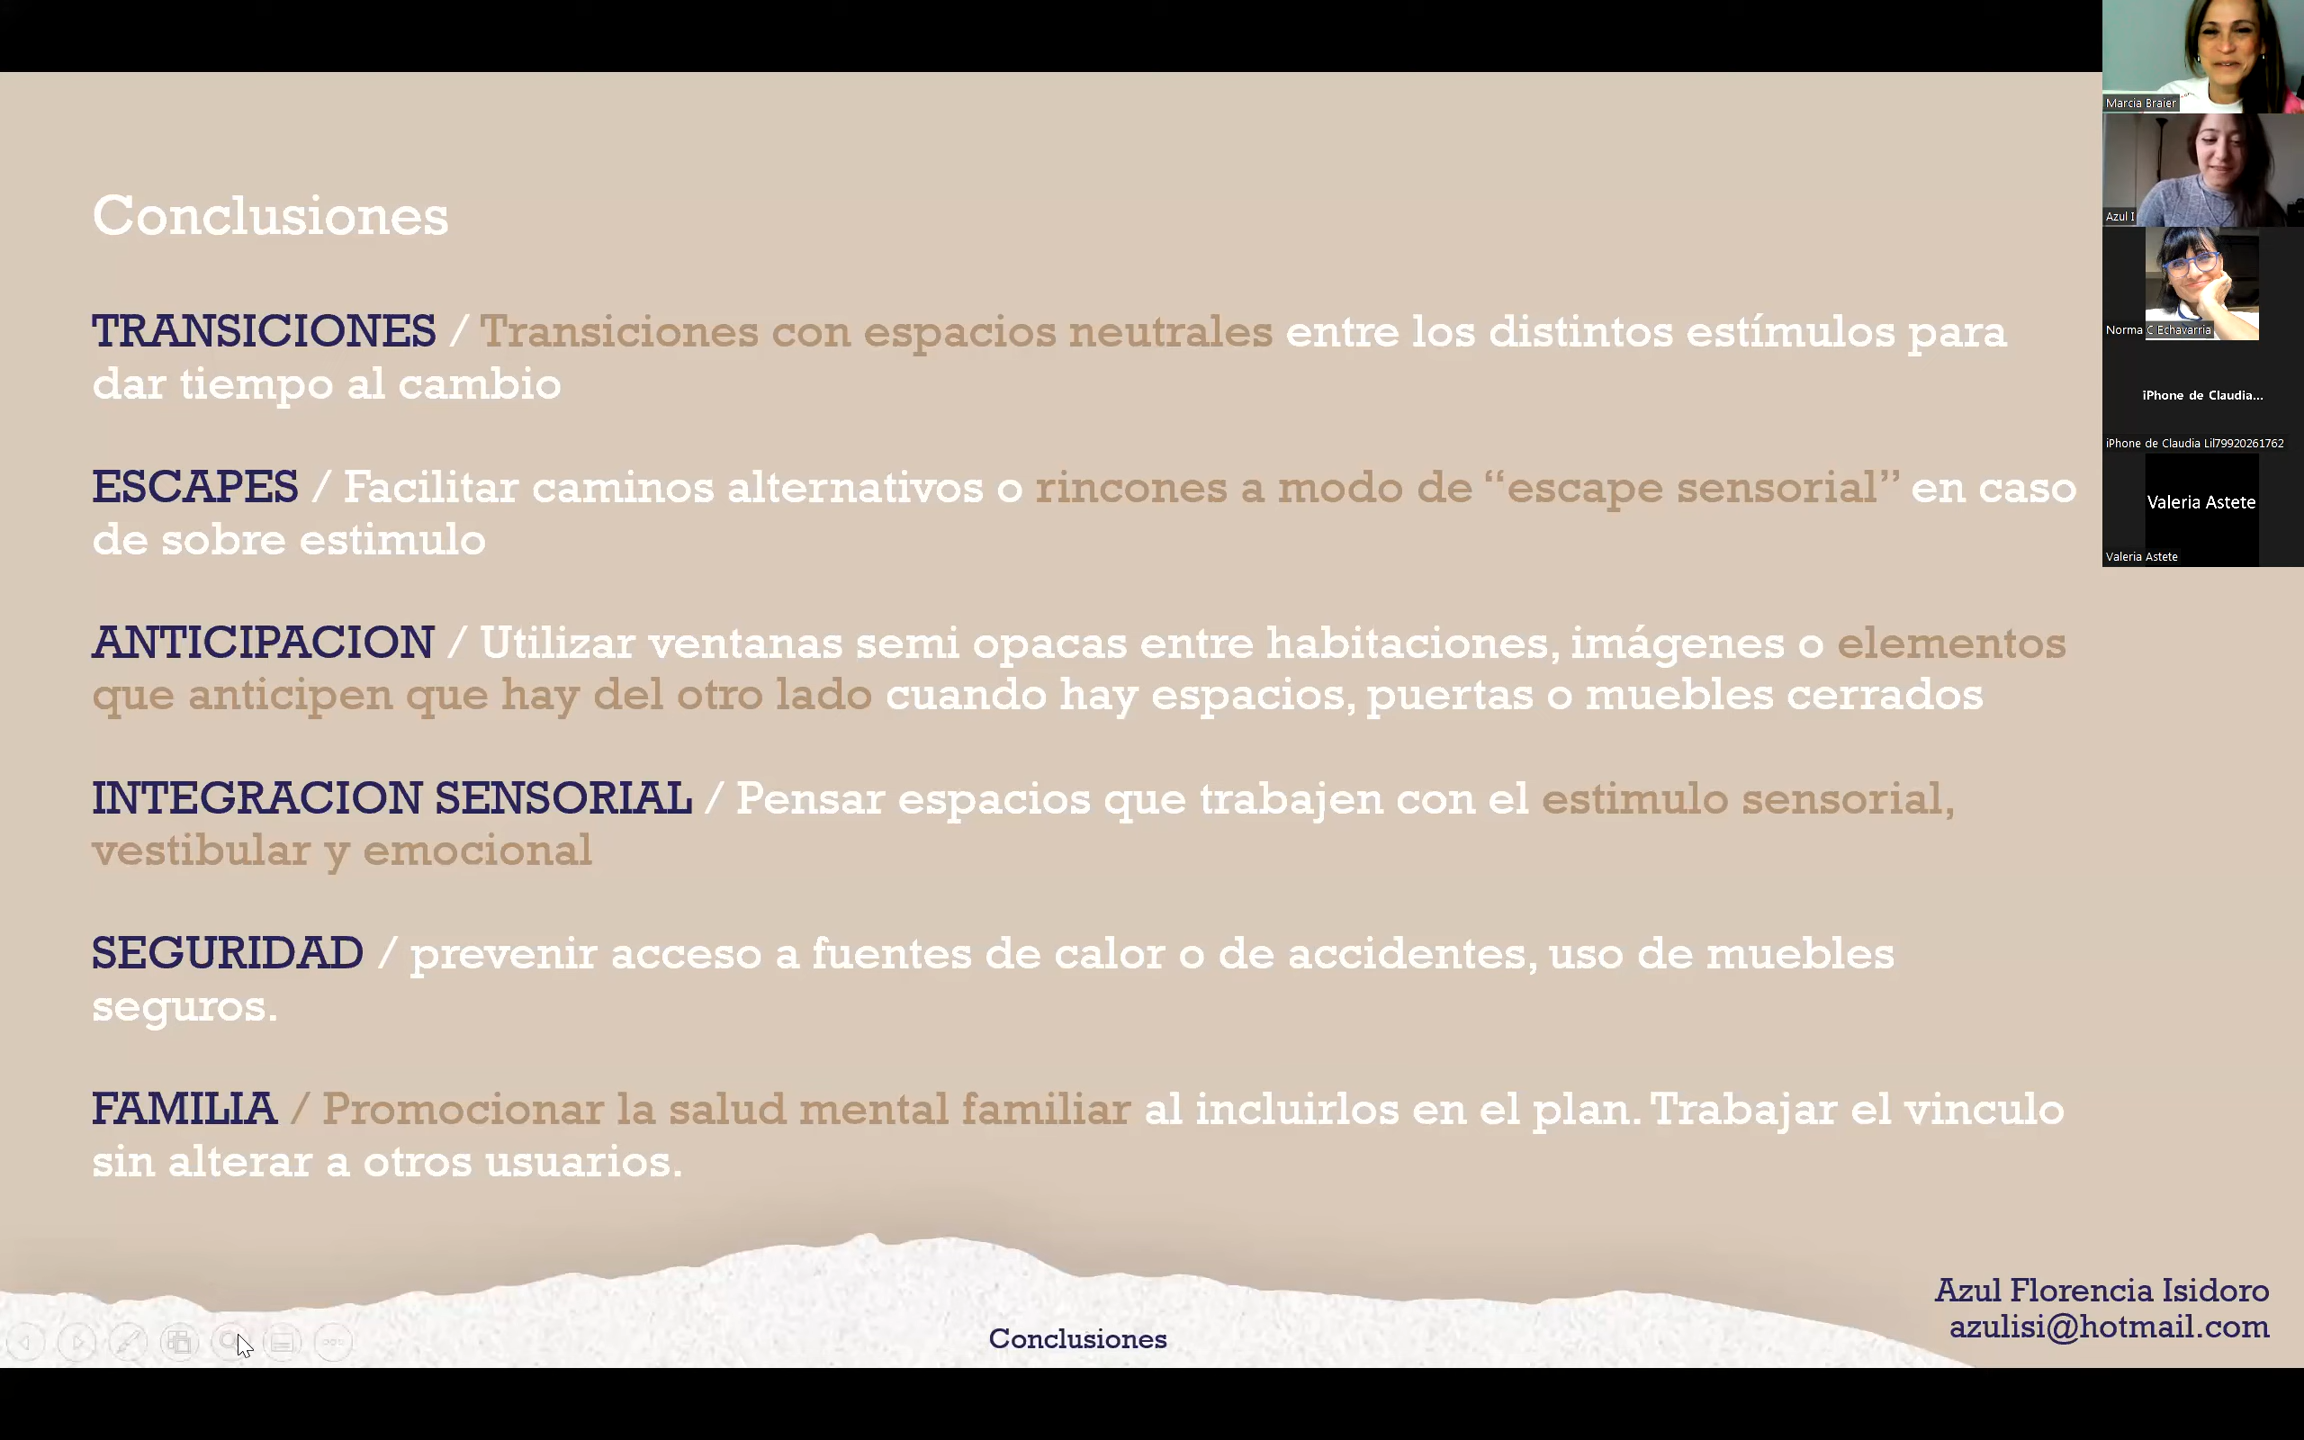 Conclusiones
TRANSICIONES / Transiciones con espacios neutrales entre los distintos estímulos para
dar tiempo al cambio
ESCAPES / Facilitar caminos alternativos o rincones a modo de “escape sensorial” en caso
de sobre estimulo
ANTICIPACION / Utilizar ventanas semi opacas entre habitaciones, imágenes o elementos
que anticipen que hay del otro lado cuando hay espacios, puertas o muebles cerrados
INTEGRACION SENSORIAL / Pensar espacios que trabajen con el estimulo sensorial,
vestibular y emocional
SEGURIDAD / prevenir acceso a fuentes de calor o de accidentes, uso de muebles
seguros.
FAMILIA / Promocionar la salud mental familiar al incluirlos en el plan. Trabajar el vinculo
sin alterar a otros usuarios.
Conclusiones
Azul Florencia Isidoro
azulisi@hotmail.com
Marcia Braier
Azul I
Norma C Echavarria
iPhone de Claudia...
iPhone de Claudia Lil79920261762
Valeria Astete
Valeria Astete